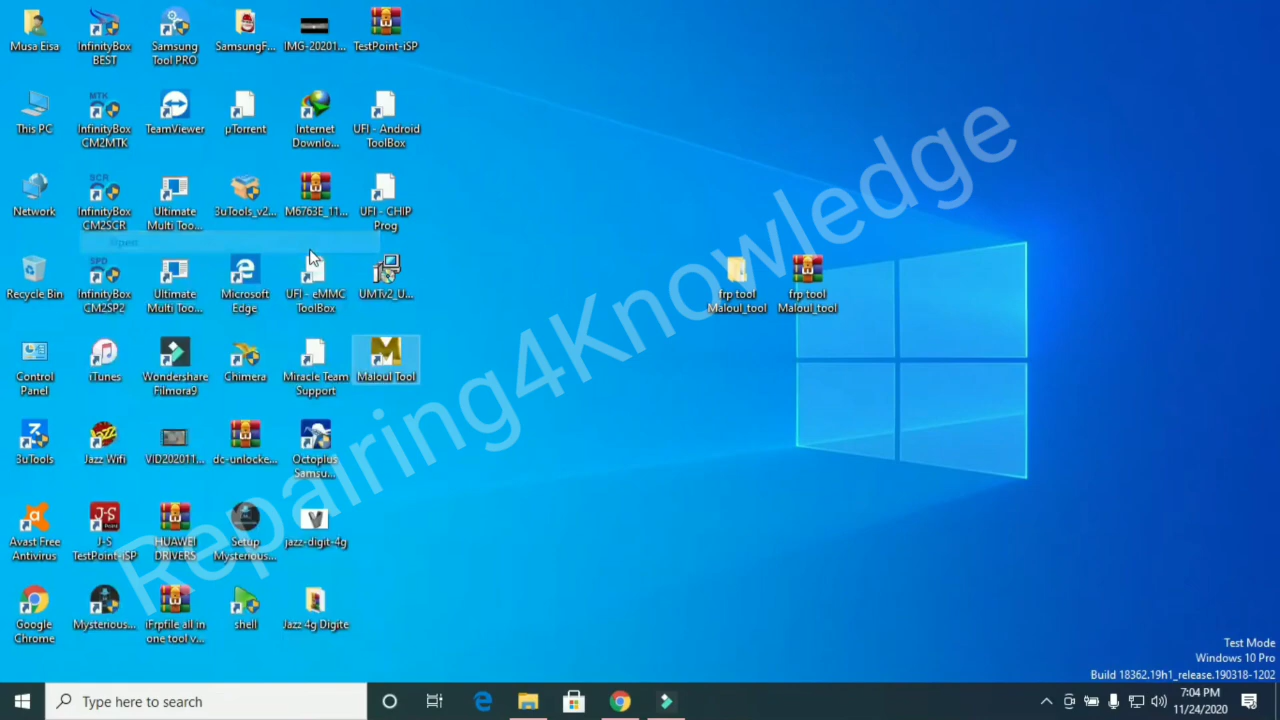 Musa Eisa
InfinityBox
BEST
Samsung
Tool PRO
SamsungF...
IMG-20201...
TestPoint-iSP
This PC
MTK
InfinityBox
CM2MTK
TeamViewer
µTorrent
Internet
Downlo...
UFI - Android
ToolBox
Network
SCR
InfinityBox
CM2SCR
Ultimate
Multi Too...
3uTools_v2...
M6763E_11...
UFI - CHIP
Prog
Open
Recycle Bin
SPD
InfinityBox
CM2SP2
Ultimate
Multi Too...
Microsoft
Edge
UFI - eMMC
ToolBox
UMTv2_U...
frp tool
Maloul_tool
frp tool
Maloul_tool
Control
Panel
iTunes
Wondershare
Filmora9
Chimera
Miracle Team
Support
M
Maloul Tool
3uTools
Jazz Wifi
VID202011...
dc-unlocke...
Octoplus
Samsu...
Avast Free
Antivirus
J-S
J-S
TestPoint-iSP
HUAWEI
DRIVERS
Setup
Mysterious...
jazz-digit-4g
Google
Chrome
Mysterious...
iFrpfile all in
one tool v...
shell
Jazz 4g Digite
Repairing4Knowledge
Test Mode
Windows 10 Pro
Build 18362.19h1_release.190318-1202
Type here to search
7:04 PM
11/24/2020